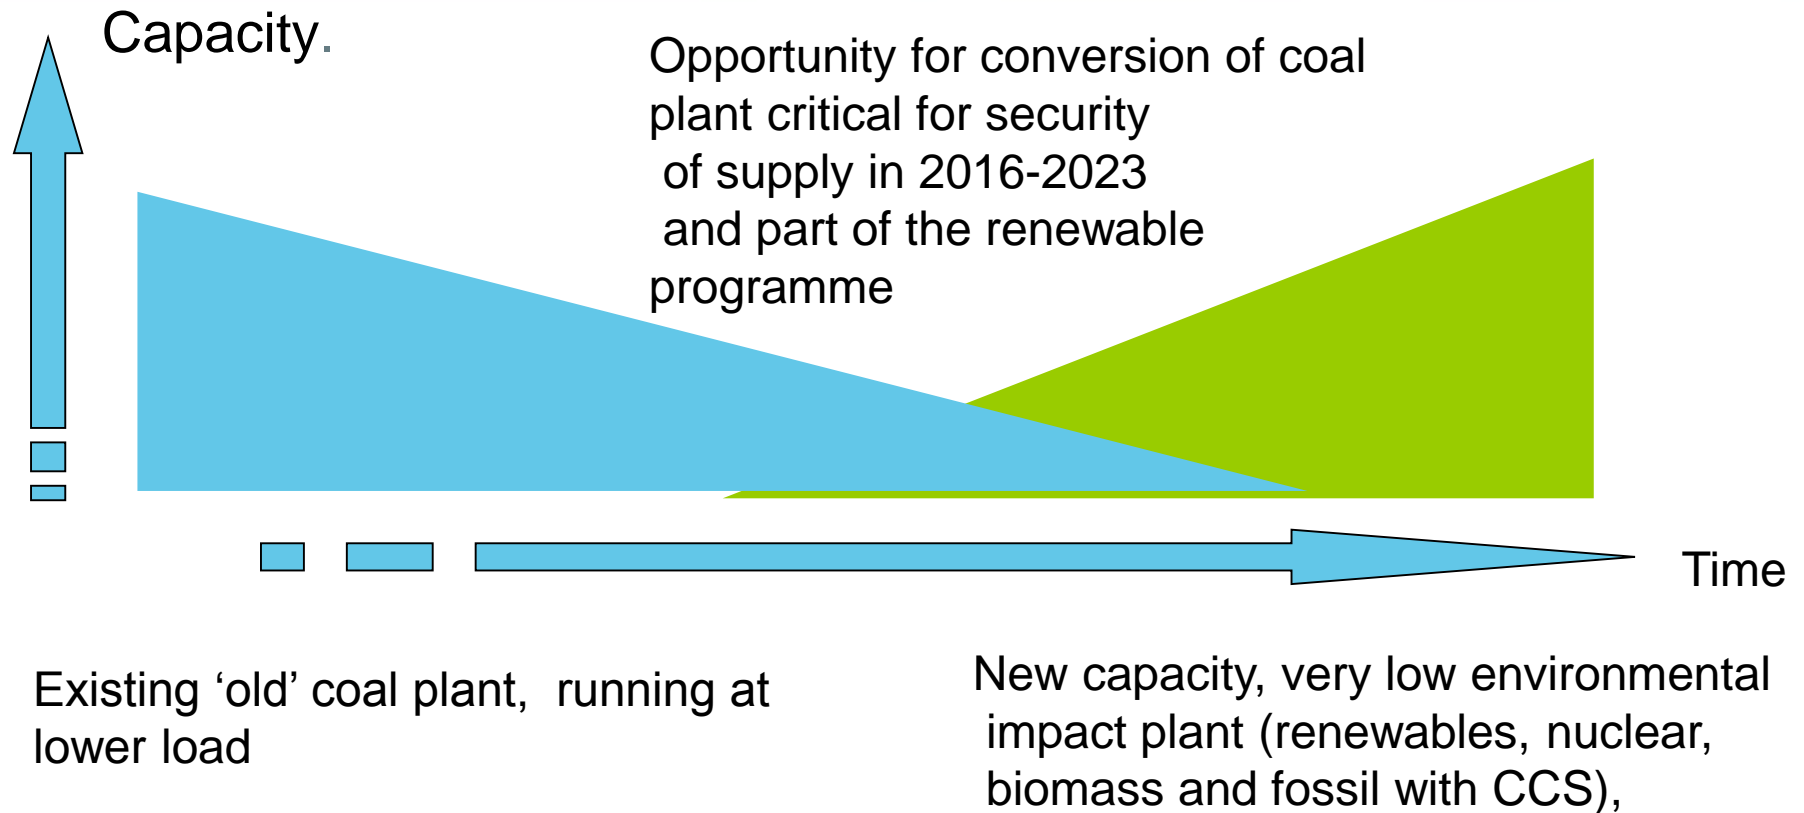 Capacity.
Opportunity for conversion of coal
plant critical for security
of supply in 2016-2023
and part of the renewable
programme
Time
Existing ‘old’ coal plant, running at
lower load
New capacity, very low environmental
impact plant (renewables, nuclear,
biomass and fossil with CCS),